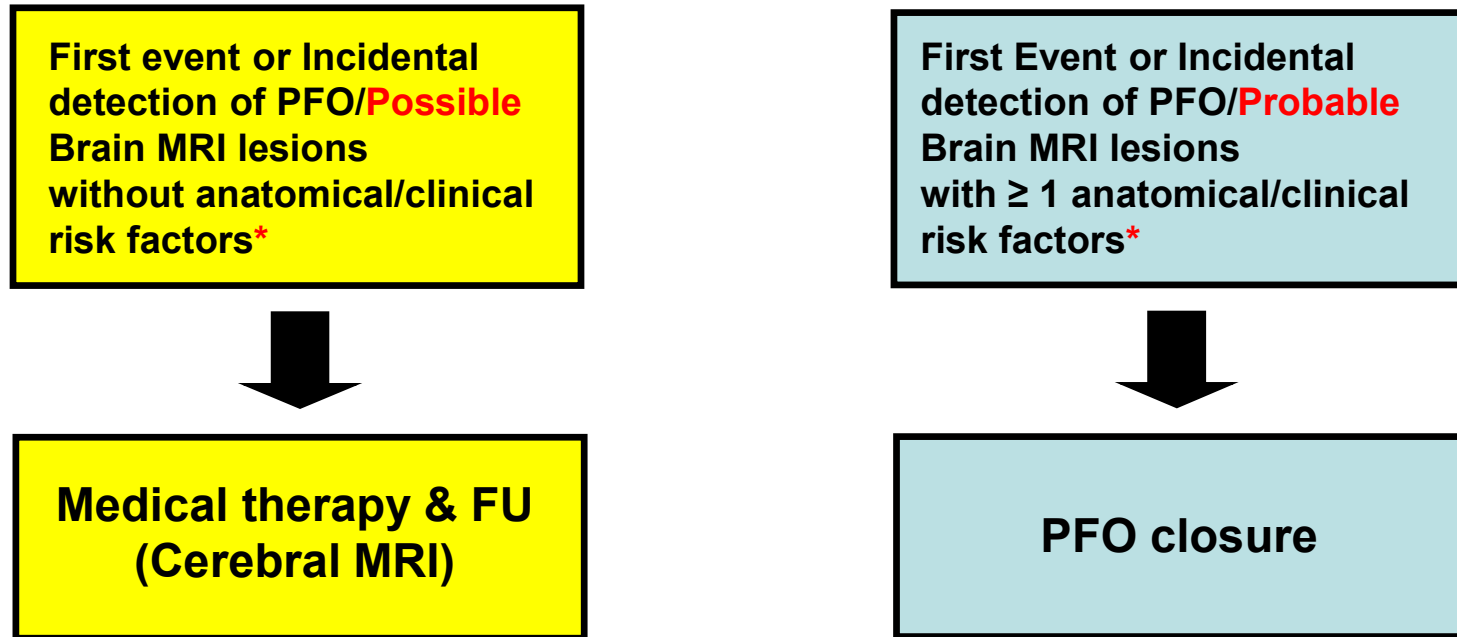 First event or Incidental
detection of PFO/Possible
Brain MRI lesions
without anatomical/clinical
risk factors*
First Event or Incidental
detection of PFO/Probable
Brain MRI lesions
with ≥ 1 anatomical/clinical
risk factors*
Medical therapy & FU
(Cerebral MRI)
PFO closure